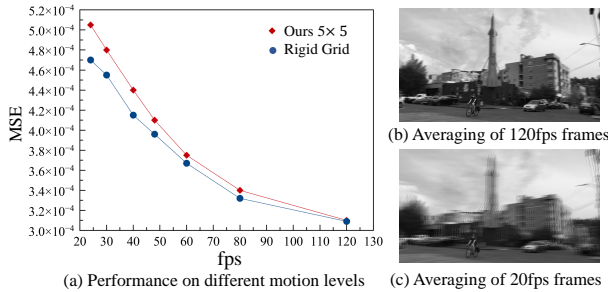 5.2×10⁻⁴
5.0×10⁻⁴
4.8×10⁻⁴
4.6×10⁻⁴
4.4×10⁻⁴
4.2×10⁻⁴
4.0×10⁻⁴
3.8×10⁻⁴
3.6×10⁻⁴
3.4×10⁻⁴
3.2×10⁻⁴
3.0×10⁻⁴
MSE
Ours 5× 5
Rigid Grid
20 30 40 50 60 70 80 90 100 110 120 130
fps
(a) Performance on different motion levels
(b) Averaging of 120fps frames
(c) Averaging of 20fps frames